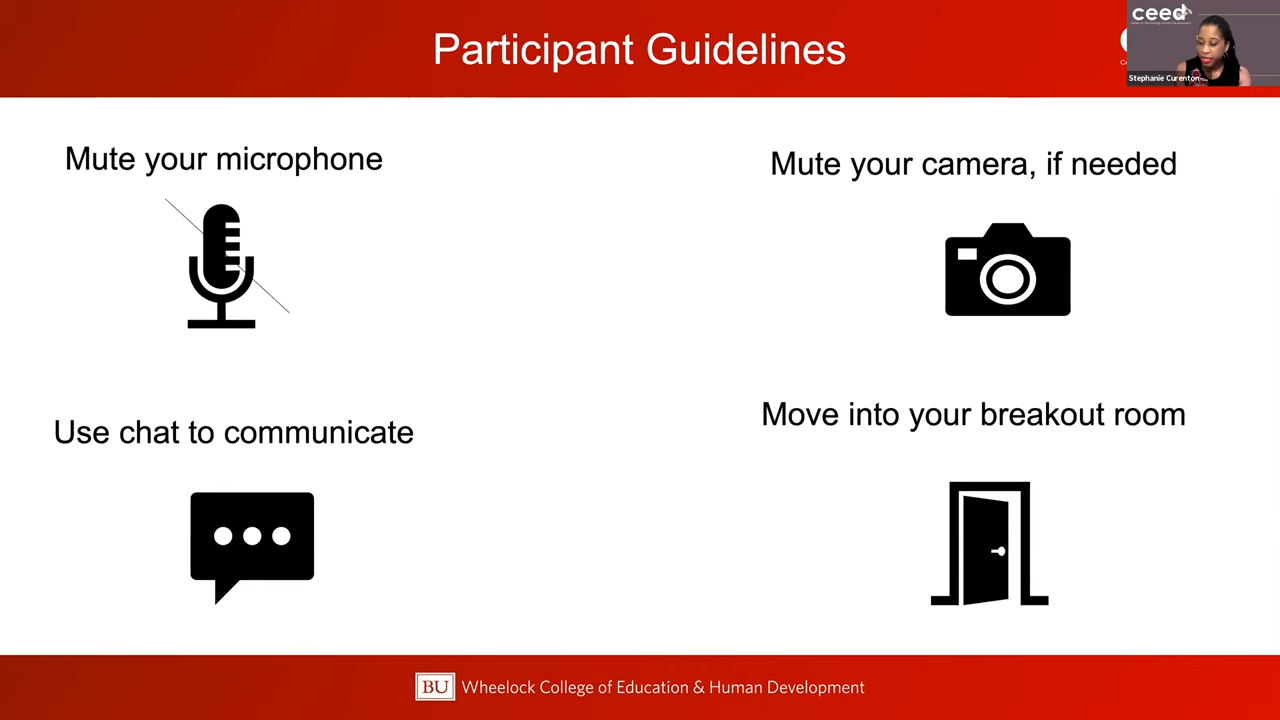 Participant Guidelines
ceed
Stephanie Curenton-...
Mute your microphone
Mute your camera, if needed
Use chat to communicate
Move into your breakout room
BU Wheelock College of Education & Human Development